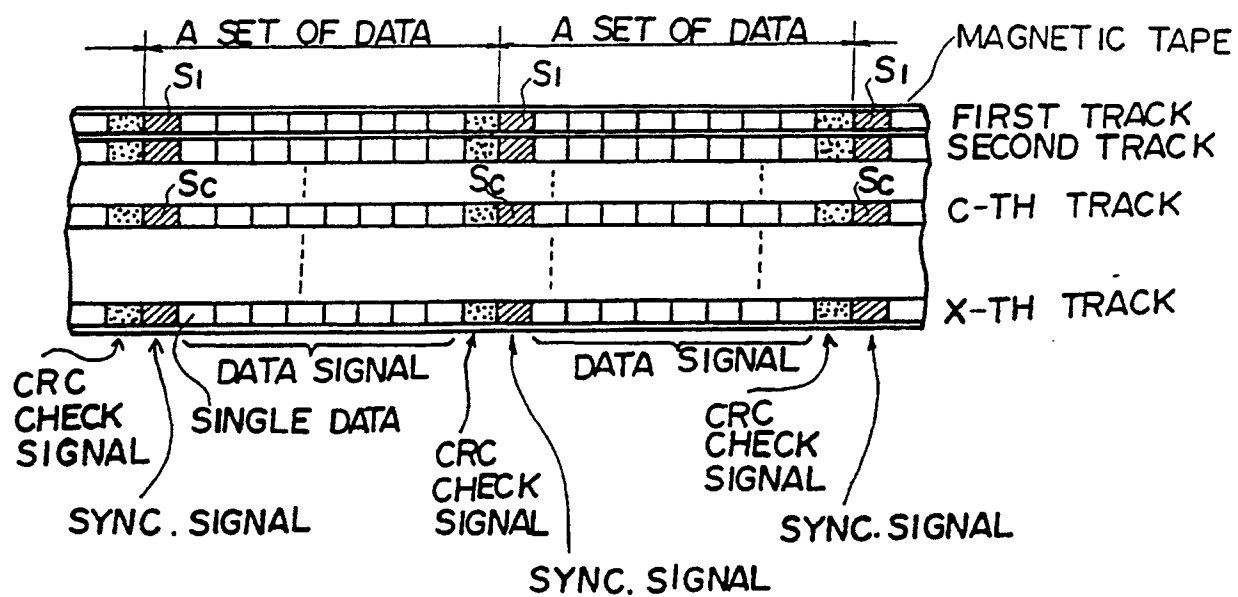 A SET OF DATA
A SET OF DATA
MAGNETIC TAPE
S1
S1
S1
FIRST TRACK
SECOND TRACK
Sc
Sc
Sc
C-TH TRACK
X-TH TRACK
DATA SIGNAL
DATA SIGNAL
CRC
CHECK
SIGNAL
SINGLE DATA
CRC
CHECK
SIGNAL
CRC
CHECK
SIGNAL
SYNC. SIGNAL
SYNC. SIGNAL
SYNC. SIGNAL